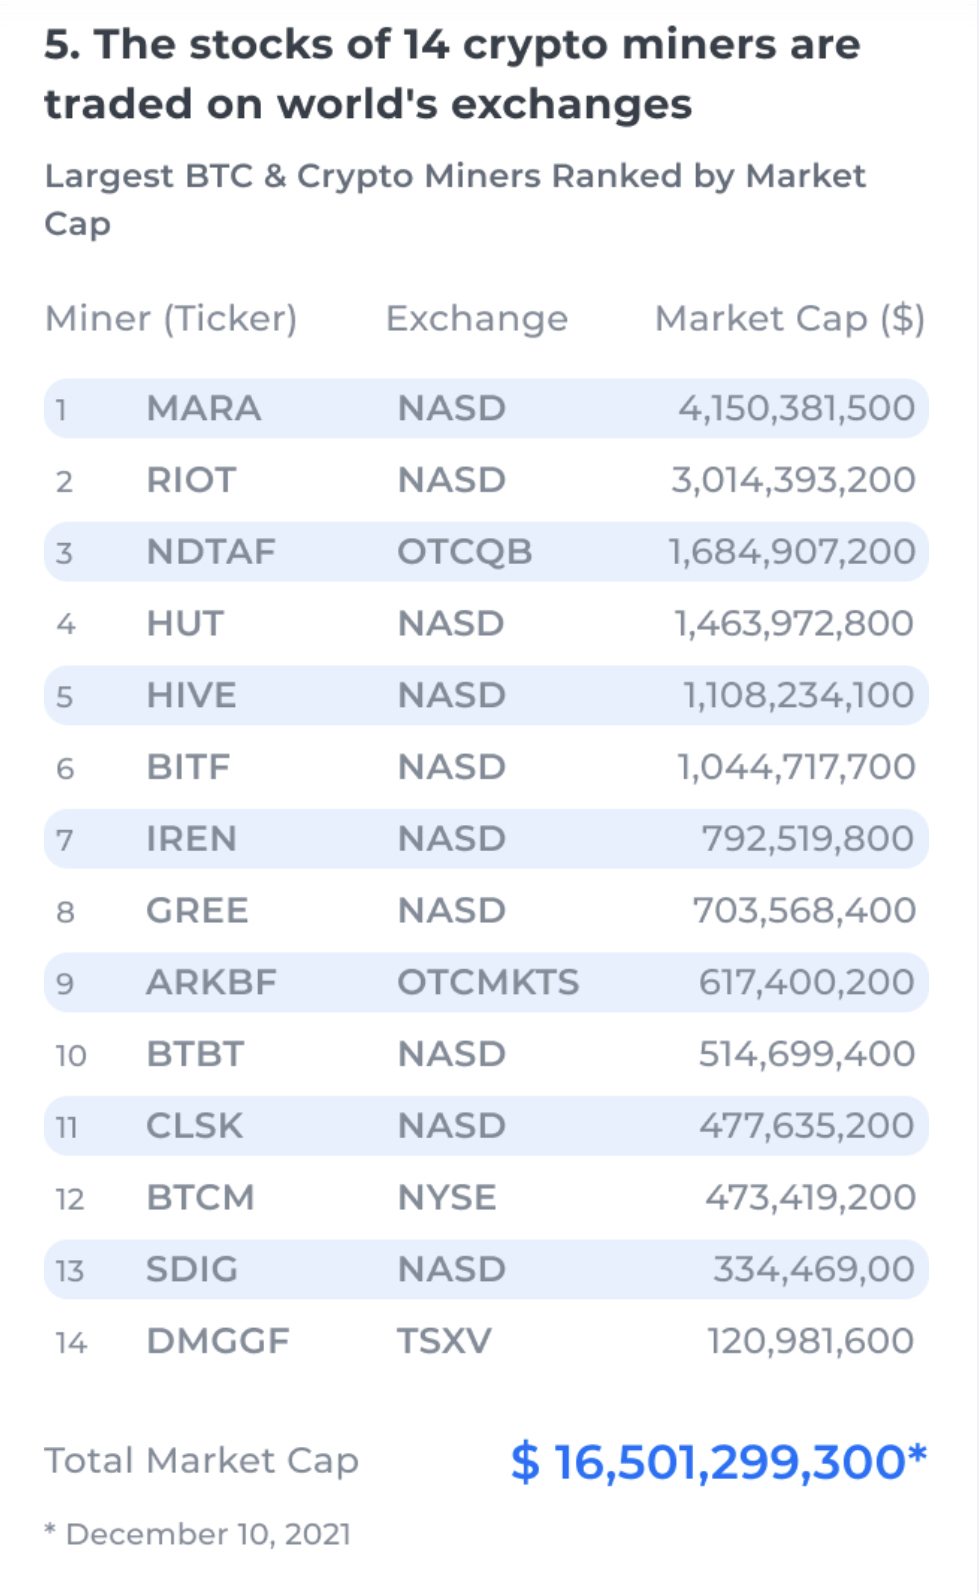 5. The stocks of 14 crypto miners are
traded on world's exchanges
Largest BTC & Crypto Miners Ranked by Market
Cap
Miner (Ticker) Exchange Market Cap ($)
1 MARA NASD 4,150,381,500
2 RIOT NASD 3,014,393,200
3 NDTAF OTCQB 1,684,907,200
4 HUT NASD 1,463,972,800
5 HIVE NASD 1,108,234,100
6 BITF NASD 1,044,717,700
7 IREN NASD 792,519,800
8 GREE NASD 703,568,400
9 ARKBF OTCMKTS 617,400,200
10 BTBT NASD 514,699,400
11 CLSK NASD 477,635,200
12 BTCM NYSE 473,419,200
13 SDIG NASD 334,469,00
14 DMGGF TSXV 120,981,600
Total Market Cap $ 16,501,299,300*
* December 10, 2021